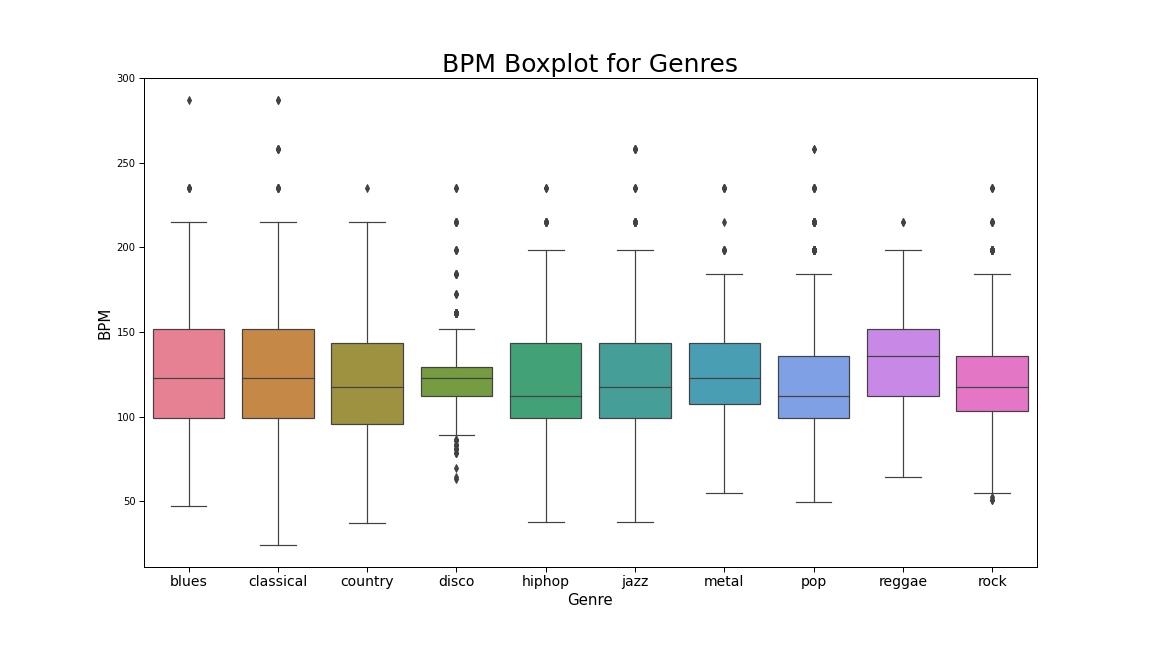 BPM Boxplot for Genres
300
250
200
150
100
50
BPM
blues classical country disco hiphop jazz metal pop reggae rock
Genre